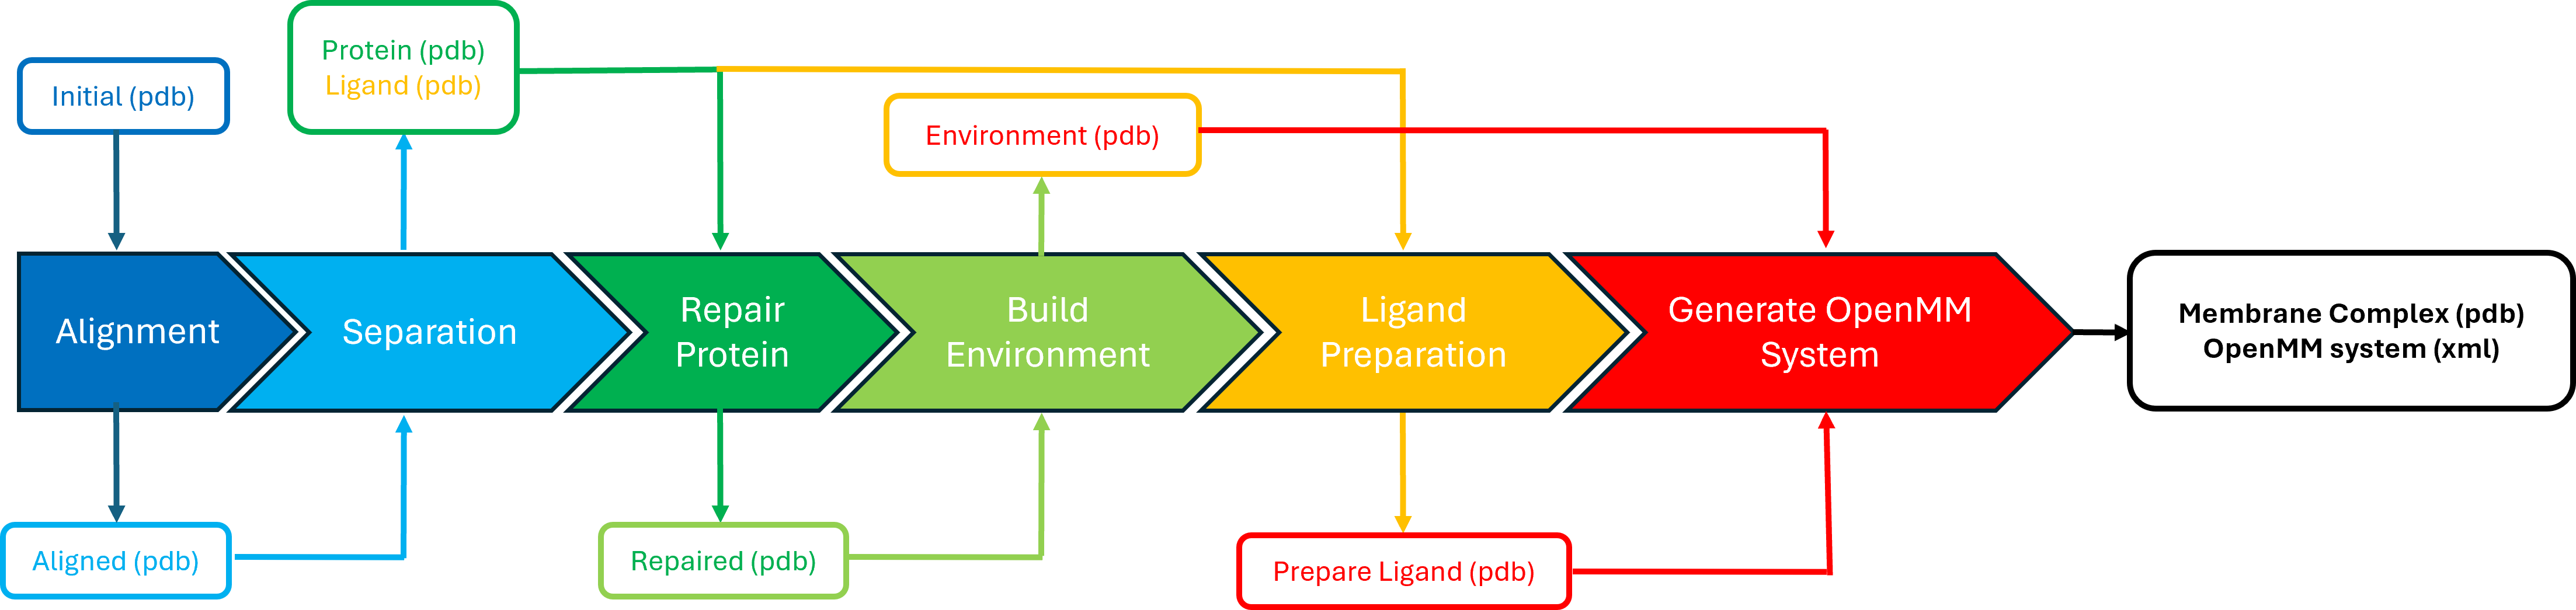 Protein (pdb)
Ligand (pdb)
Initial (pdb)
Environment (pdb)
Alignment
Separation
Repair
Protein
Build
Environment
Ligand
Preparation
Generate OpenMM
System
Membrane Complex (pdb)
OpenMM system (xml)
Aligned (pdb)
Repaired (pdb)
Prepare Ligand (pdb)